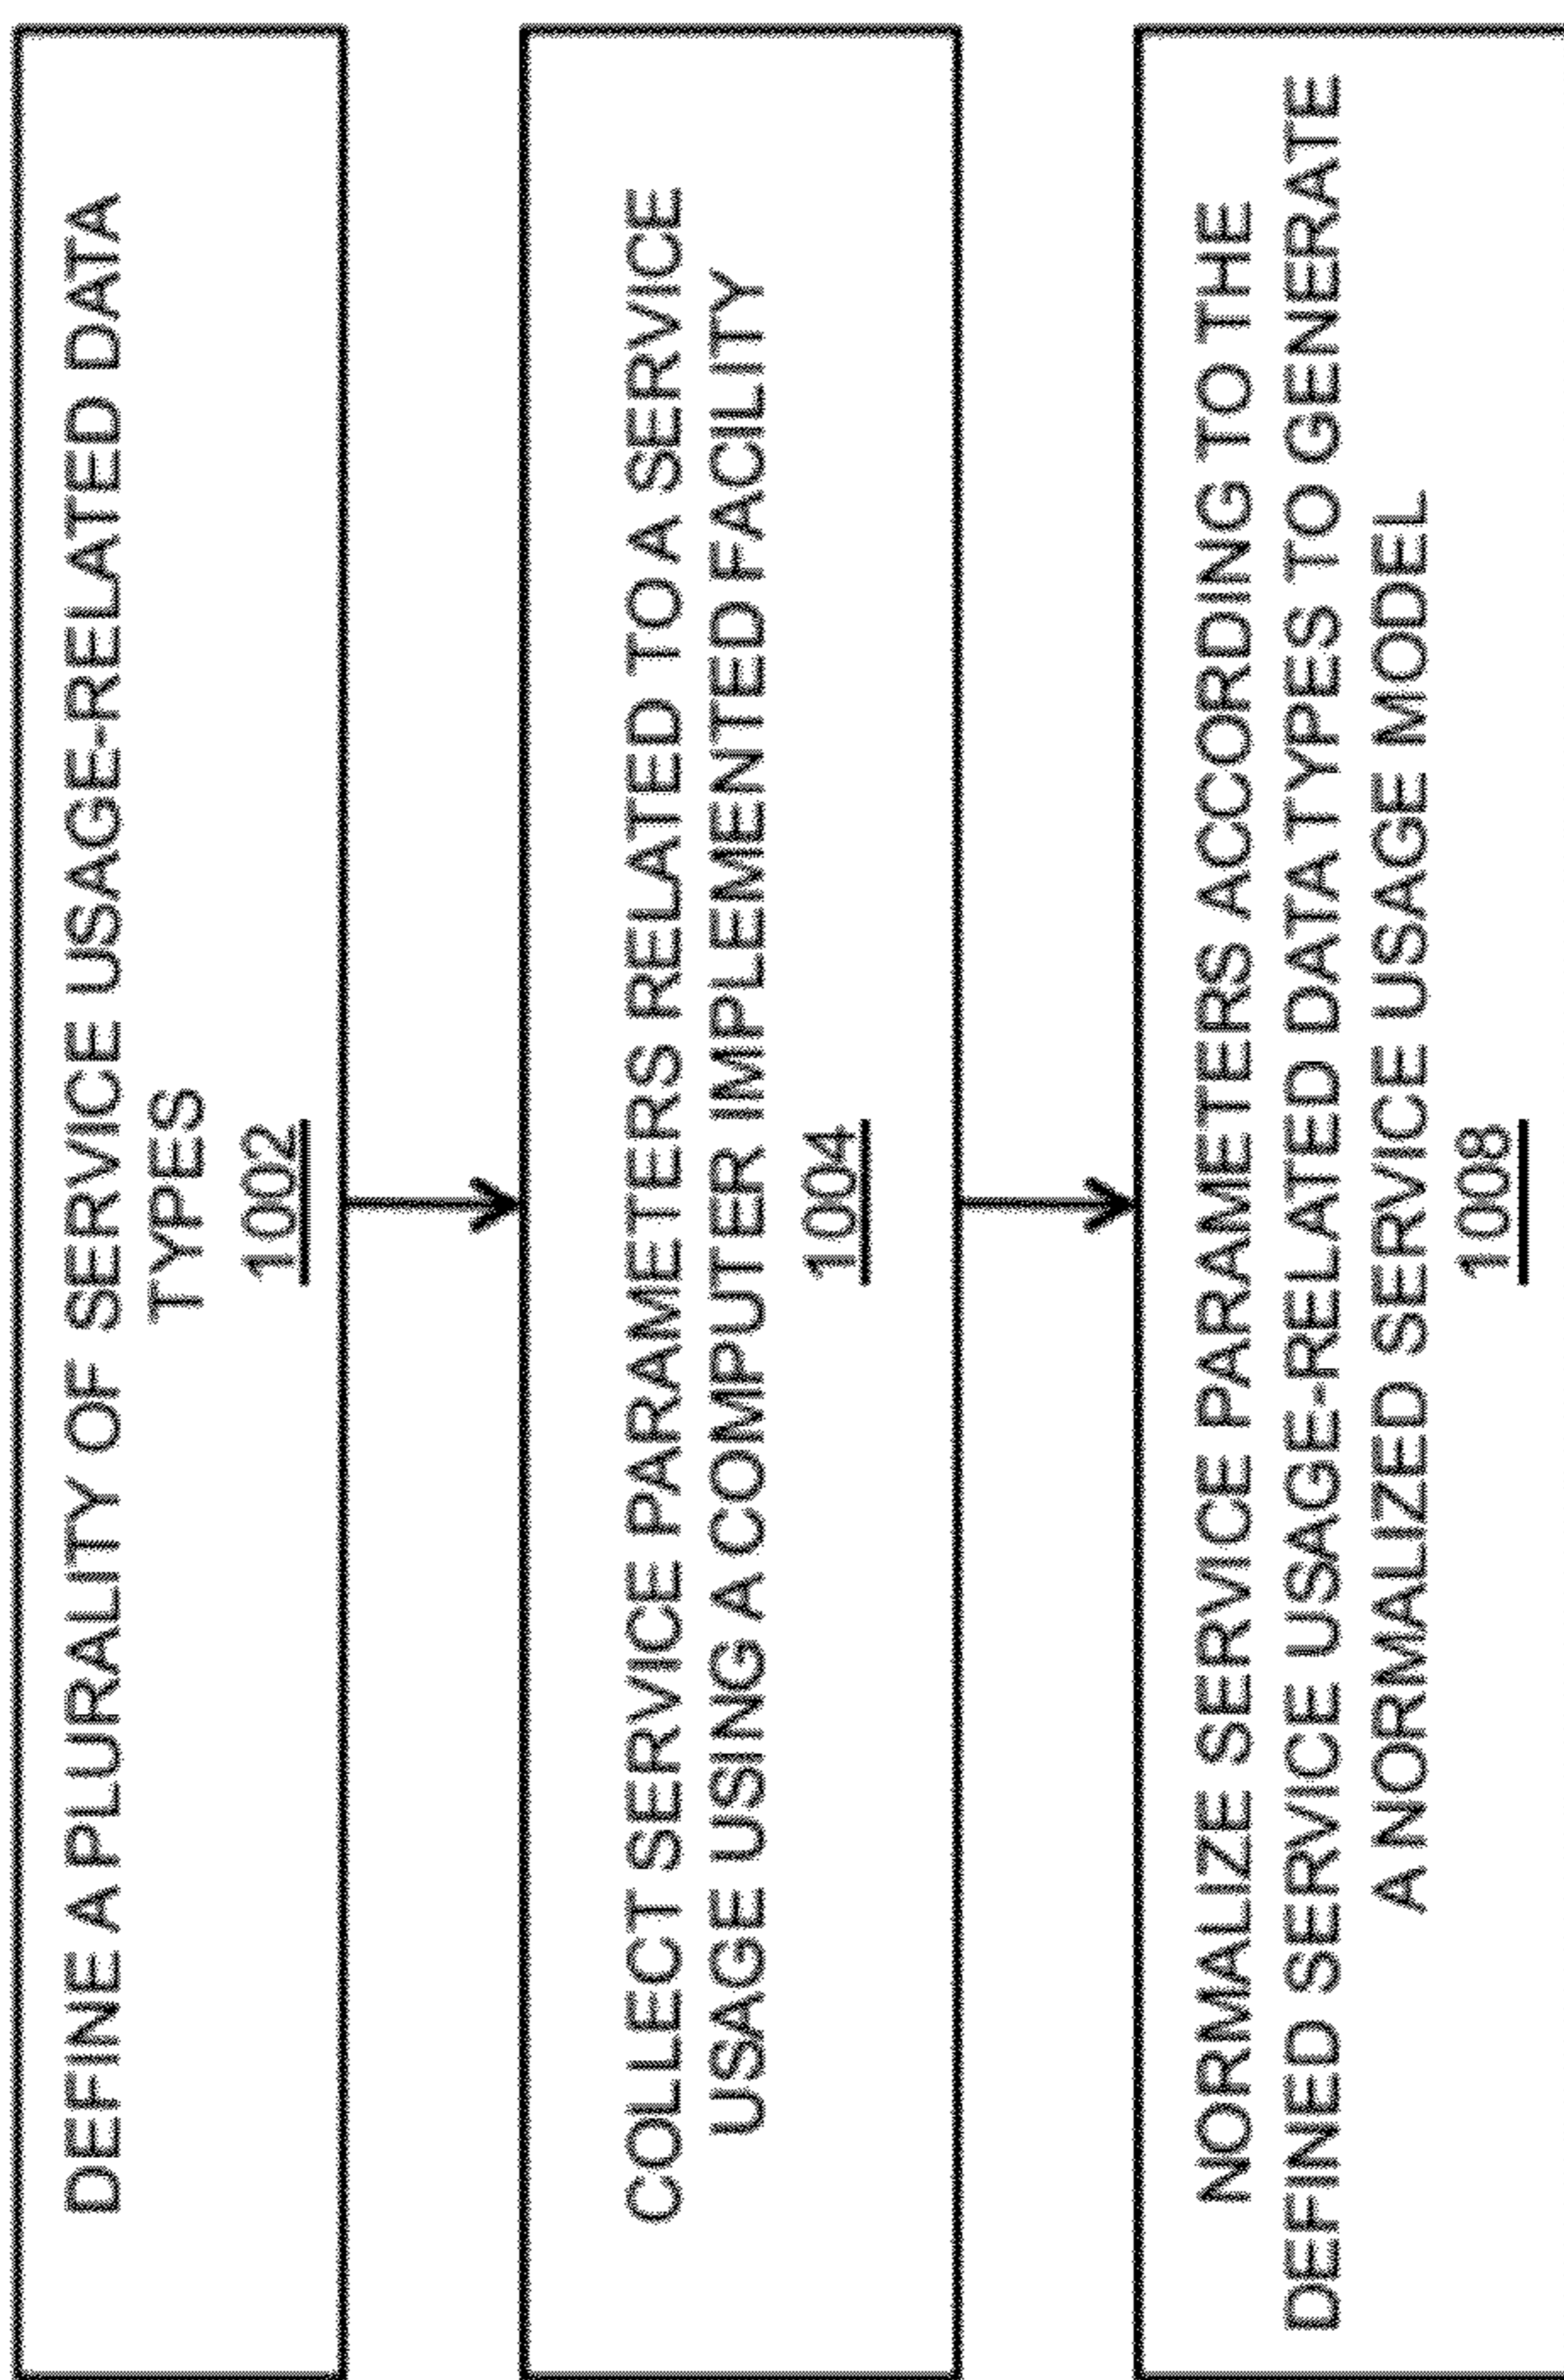 DEFINE A PLURALITY OF SERVICE USAGE-RELATED DATA
TYPES
1002
COLLECT SERVICE PARAMETERS RELATED TO A SERVICE
USAGE USING A COMPUTER IMPLEMENTED FACILITY
1004
NORMALIZE SERVICE PARAMETERS ACCORDING TO THE
DEFINED SERVICE USAGE-RELATED DATA TYPES TO GENERATE
A NORMALIZED SERVICE USAGE MODEL
1008